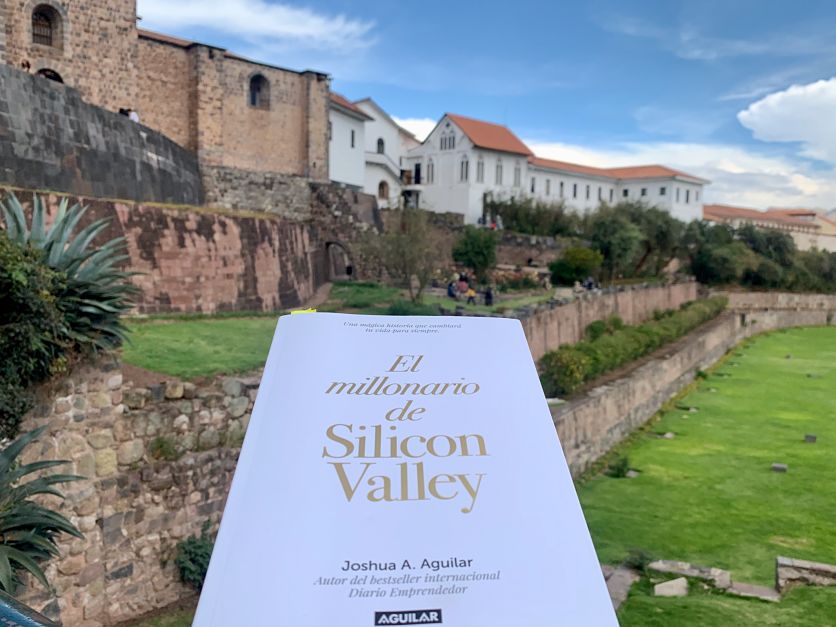 Una mágica historia que cambiará
tu vida para siempre.
El
millonario
de
Silicon
Valley
Joshua A. Aguilar
Autor del bestseller internacional
Diario Emprendedor
AGUILAR